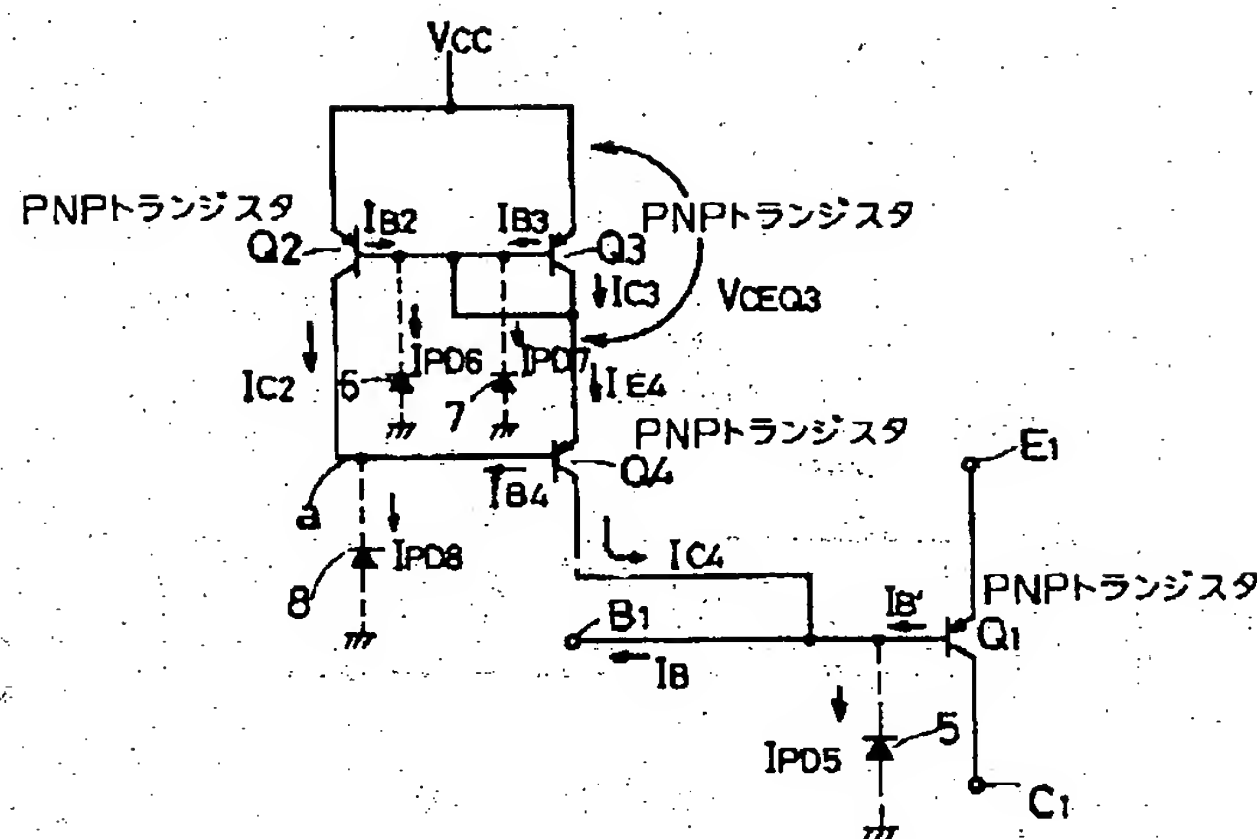 VCC
PNPトランジスタ
Q2
IB2
IB3
PNPトランジスタ
Q3
IC3
VCEQ3
IC2
6
IPD6
7
IPD7
IE4
PNPトランジスタ
Q4
IB4
a
8
IPD8
IC4
E1
B1
IB
IB'
PNPトランジスタ
Q1
IPD5
5
C1